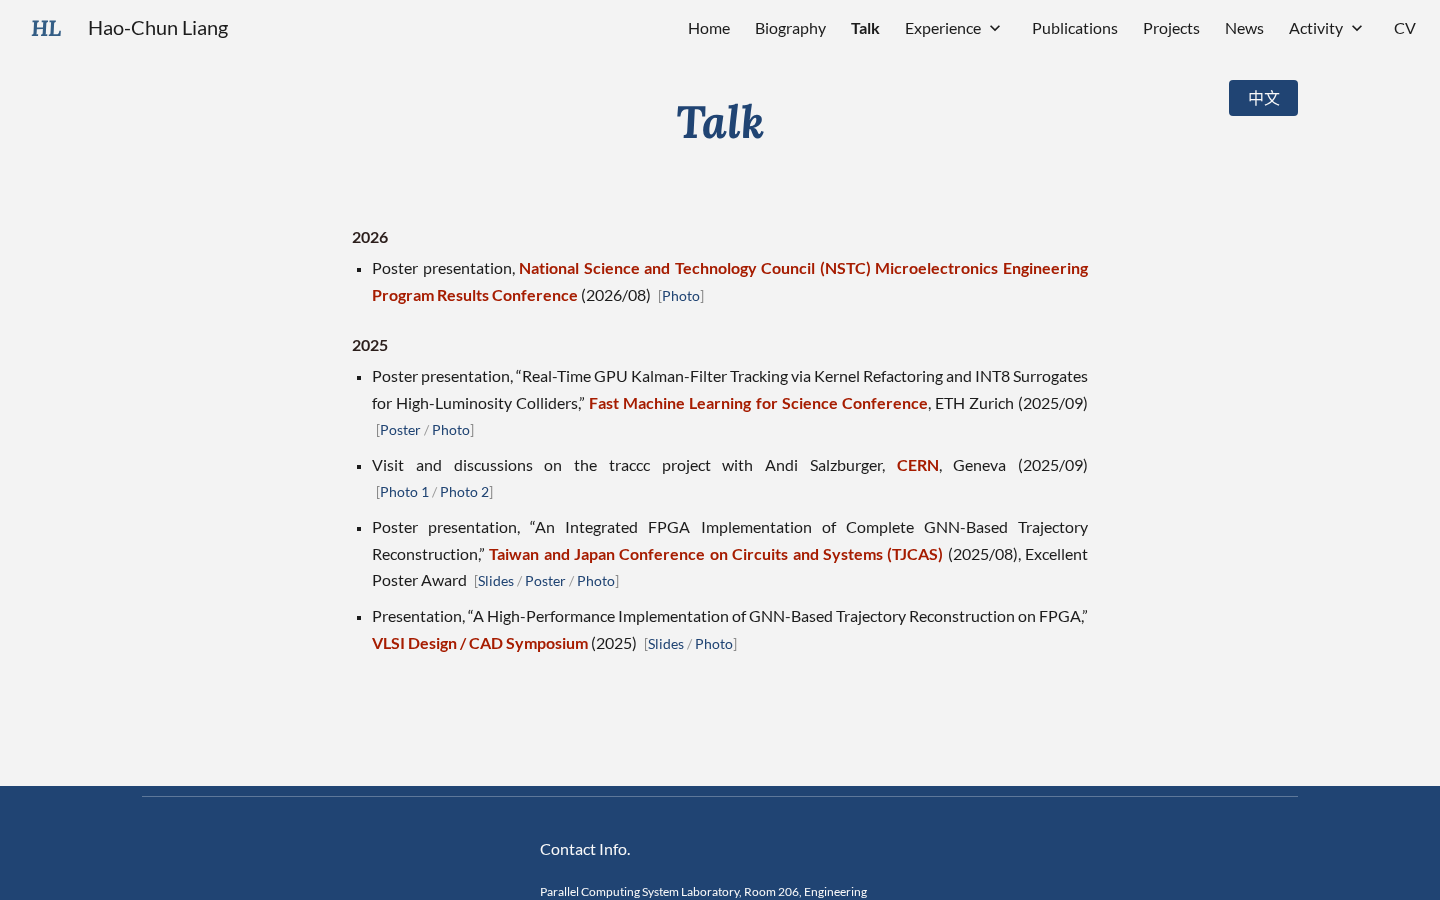 HL Hao-Chun Liang Home Biography Talk Experience Publications Projects News Activity CV
中文
Talk
2026
▪ Poster presentation, National Science and Technology Council (NSTC) Microelectronics Engineering
Program Results Conference (2026/08) [Photo]
2025
▪ Poster presentation, “Real-Time GPU Kalman-Filter Tracking via Kernel Refactoring and INT8 Surrogates
for High-Luminosity Colliders,” Fast Machine Learning for Science Conference, ETH Zurich (2025/09)
[Poster / Photo]
▪ Visit and discussions on the traccc project with Andi Salzburger, CERN, Geneva (2025/09)
[Photo 1 / Photo 2]
▪ Poster presentation, “An Integrated FPGA Implementation of Complete GNN-Based Trajectory
Reconstruction,” Taiwan and Japan Conference on Circuits and Systems (TJCAS) (2025/08), Excellent
Poster Award [Slides / Poster / Photo]
▪ Presentation, “A High-Performance Implementation of GNN-Based Trajectory Reconstruction on FPGA,”
VLSI Design / CAD Symposium (2025) [Slides / Photo]
Contact Info.
Parallel Computing System Laboratory, Room 206, Engineering